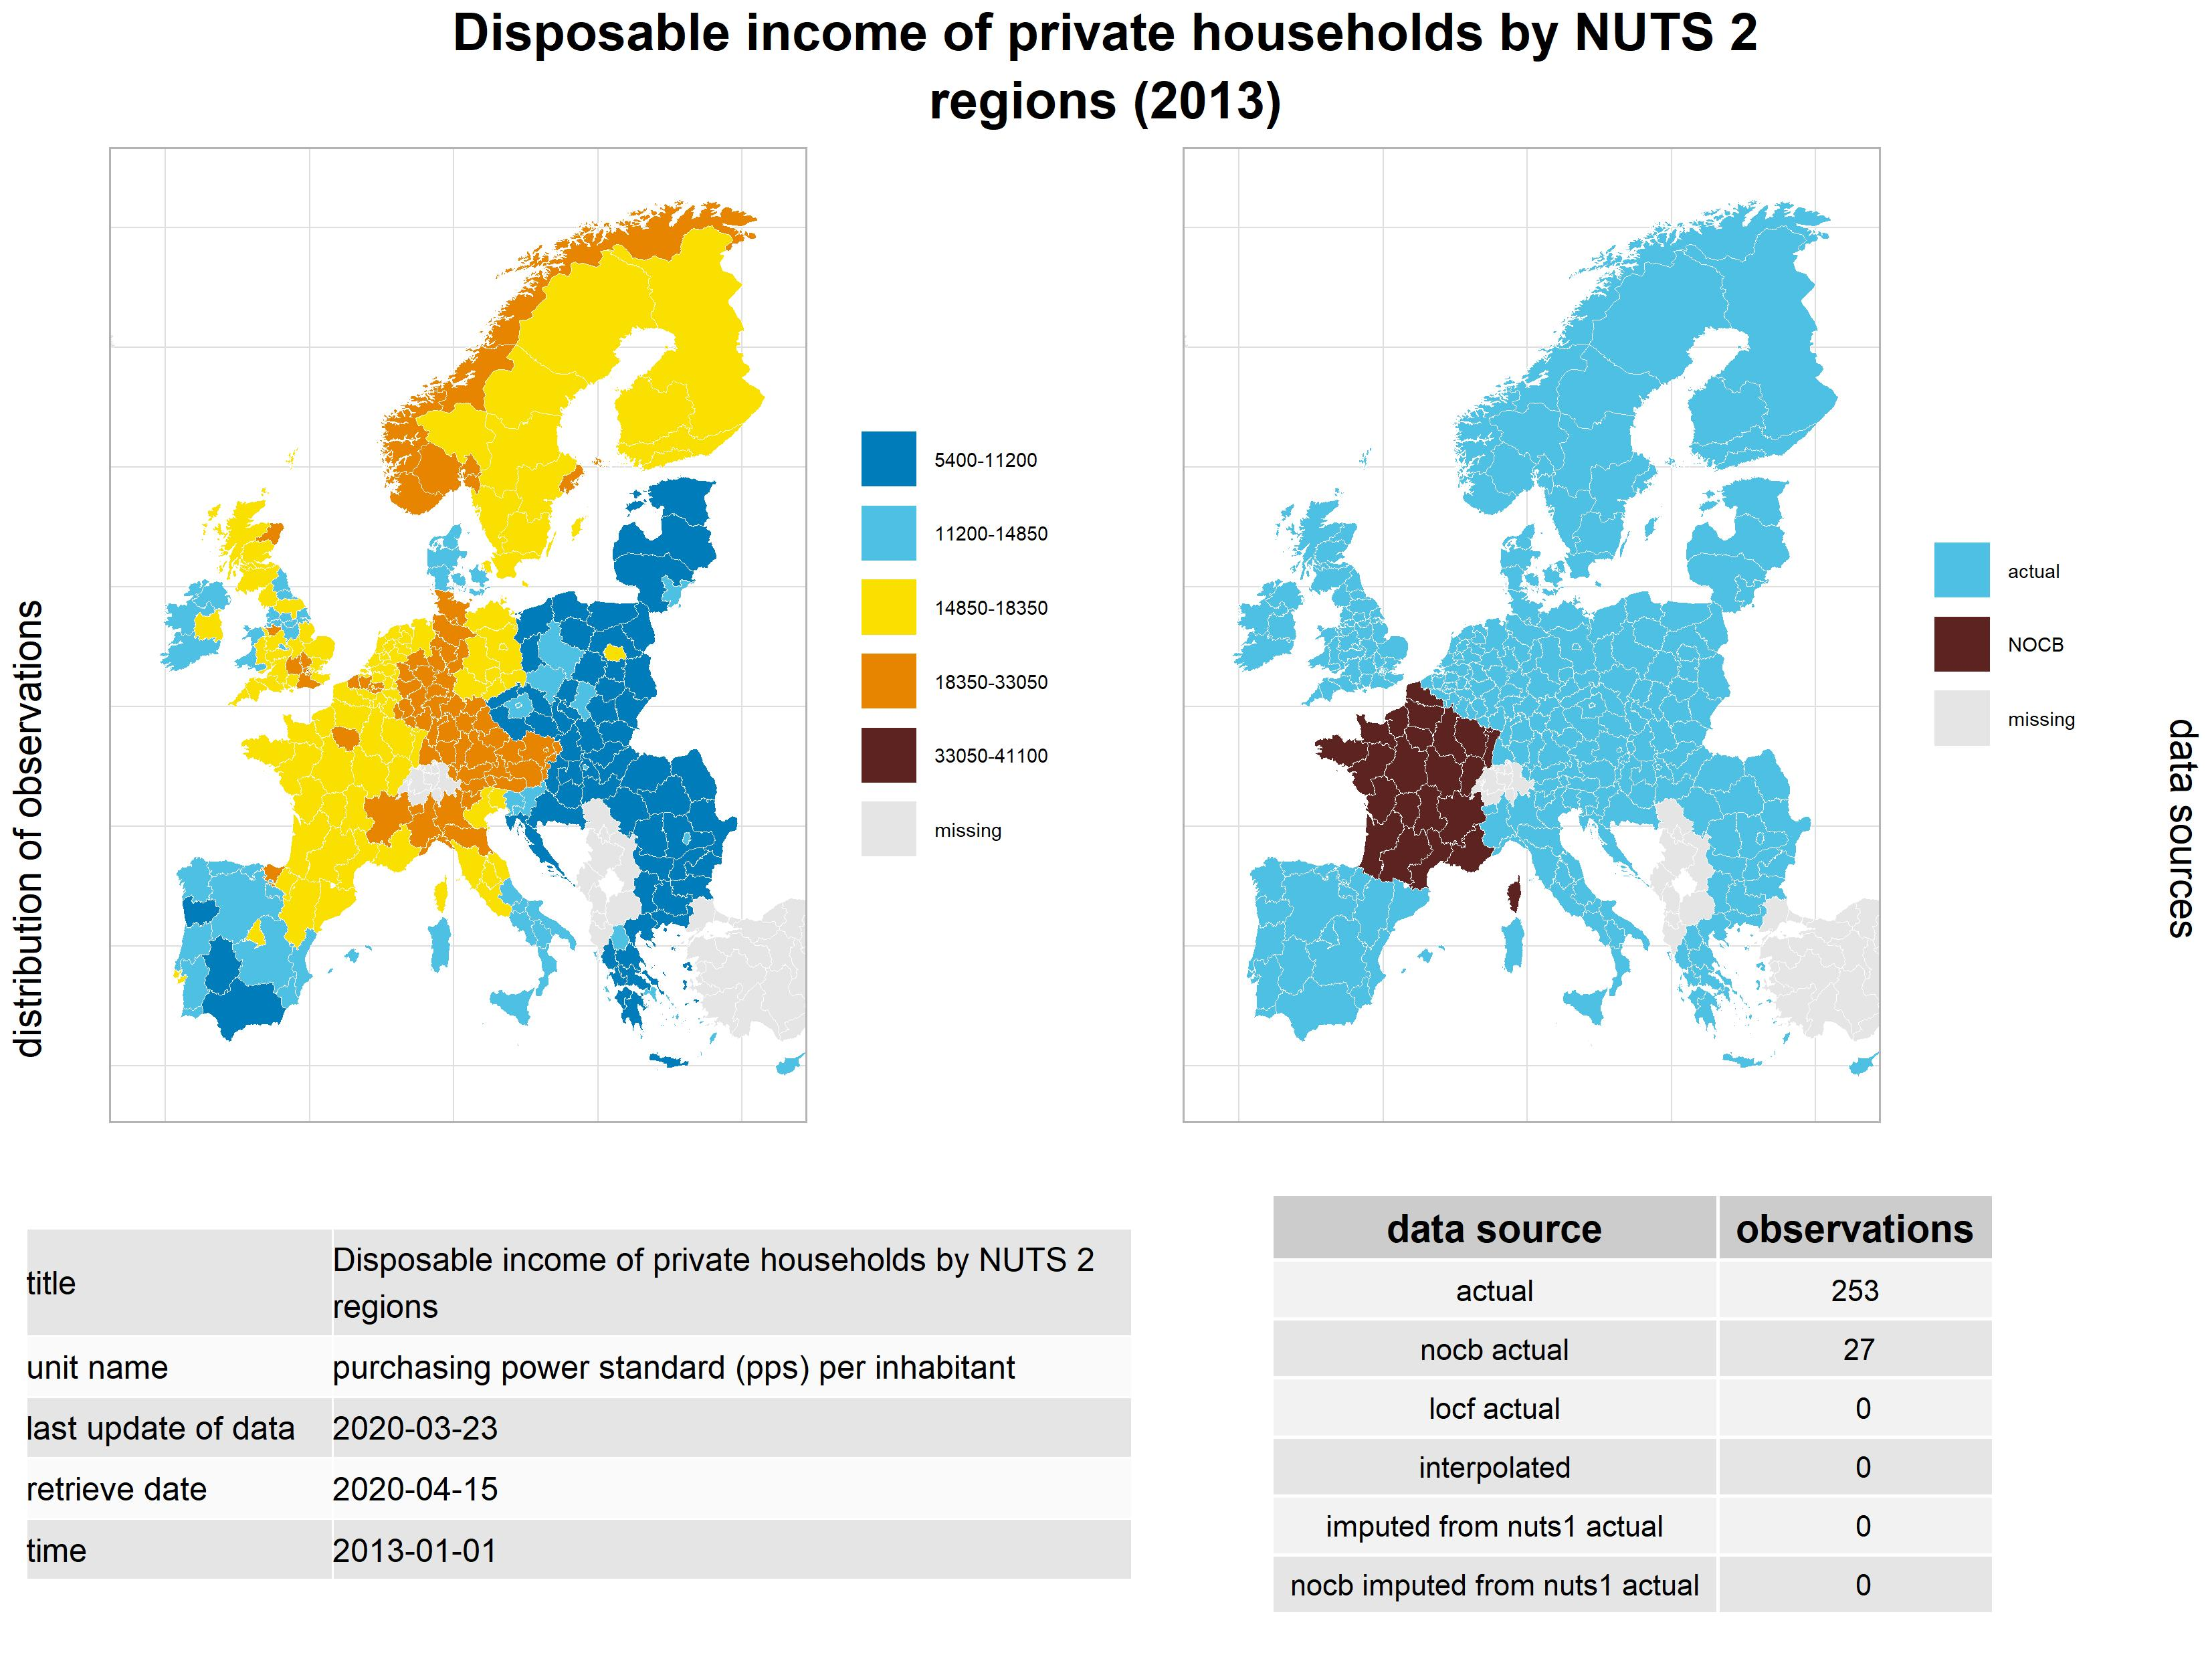 Disposable income of private households by NUTS 2
regions (2013)
distribution of observations
5400-11200
11200-14850
14850-18350
18350-33050
33050-41100
missing
actual
NOCB
missing
data sources
title
Disposable income of private households by NUTS 2
regions
unit name purchasing power standard (pps) per inhabitant
last update of data 2020-03-23
retrieve date 2020-04-15
time 2013-01-01
data source observations
actual 253
nocb actual 27
locf actual 0
interpolated 0
imputed from nuts1 actual 0
nocb imputed from nuts1 actual 0